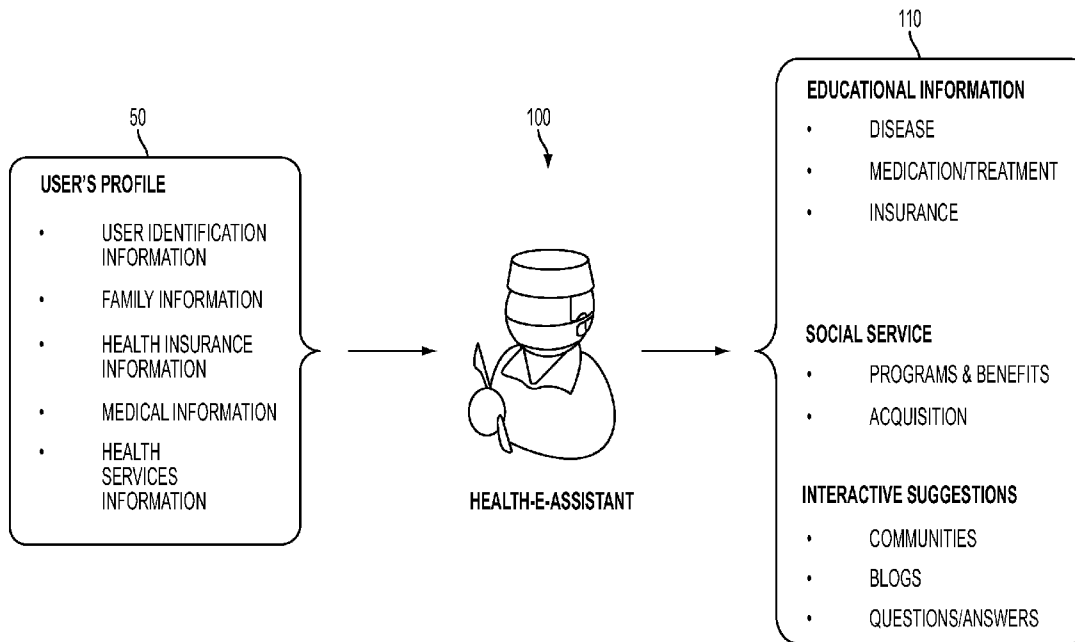 50
USER'S PROFILE
• USER IDENTIFICATION
INFORMATION
• FAMILY INFORMATION
• HEALTH INSURANCE
INFORMATION
• MEDICAL INFORMATION
• HEALTH
SERVICES
INFORMATION
100
HEALTH-E-ASSISTANT
110
EDUCATIONAL INFORMATION
• DISEASE
• MEDICATION/TREATMENT
• INSURANCE
SOCIAL SERVICE
• PROGRAMS & BENEFITS
• ACQUISITION
INTERACTIVE SUGGESTIONS
• COMMUNITIES
• BLOGS
• QUESTIONS/ANSWERS